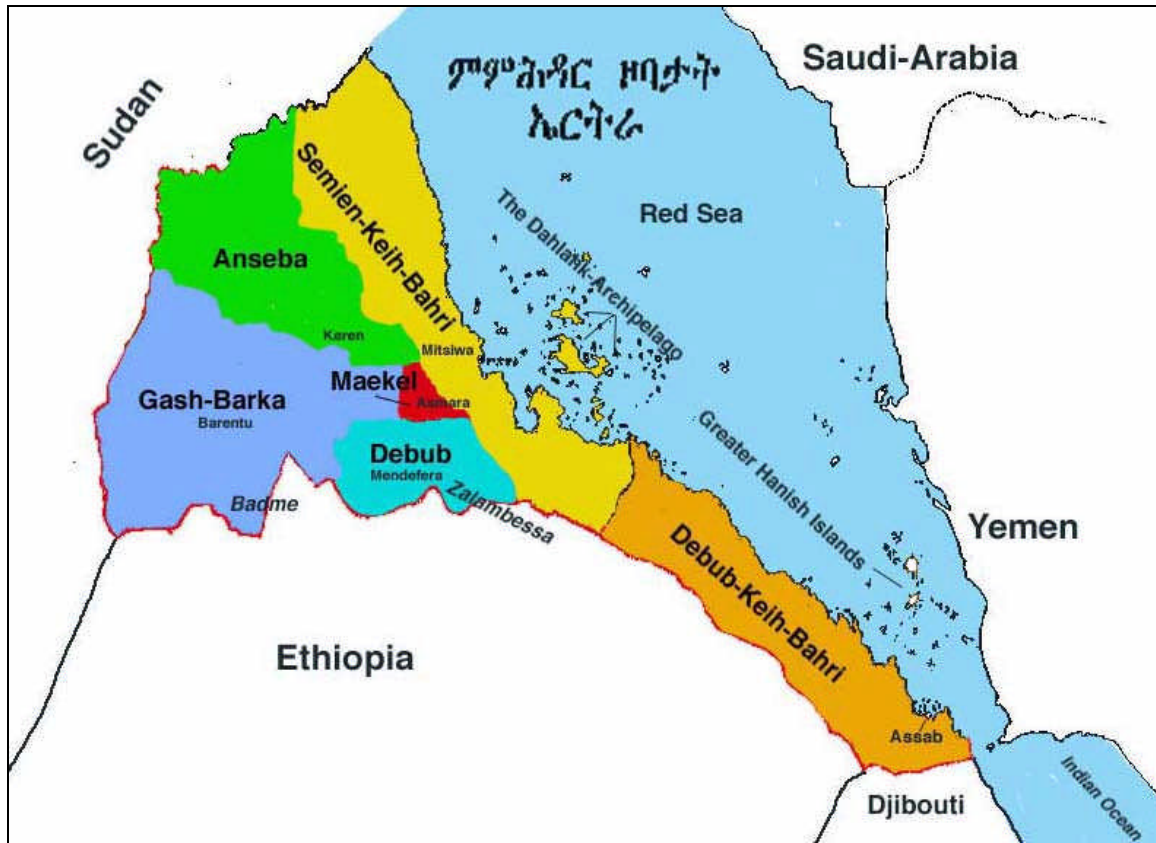 ምምሕዳር ዞባታት
ኤርትራ
Saudi-Arabia
Sudan
Red Sea
The Dahlahk-Archipelago
Semien-Keih-Bahri
Anseba
Keren
Mitsiwa
Maekel
Asmara
Gash-Barka
Barentu
Debub
Mendefera
Badme
Zalambessa
Greater Hanish Islands
Yemen
Debub-Keih-Bahri
Ethiopia
Assab
Djibouti
Indian Ocean